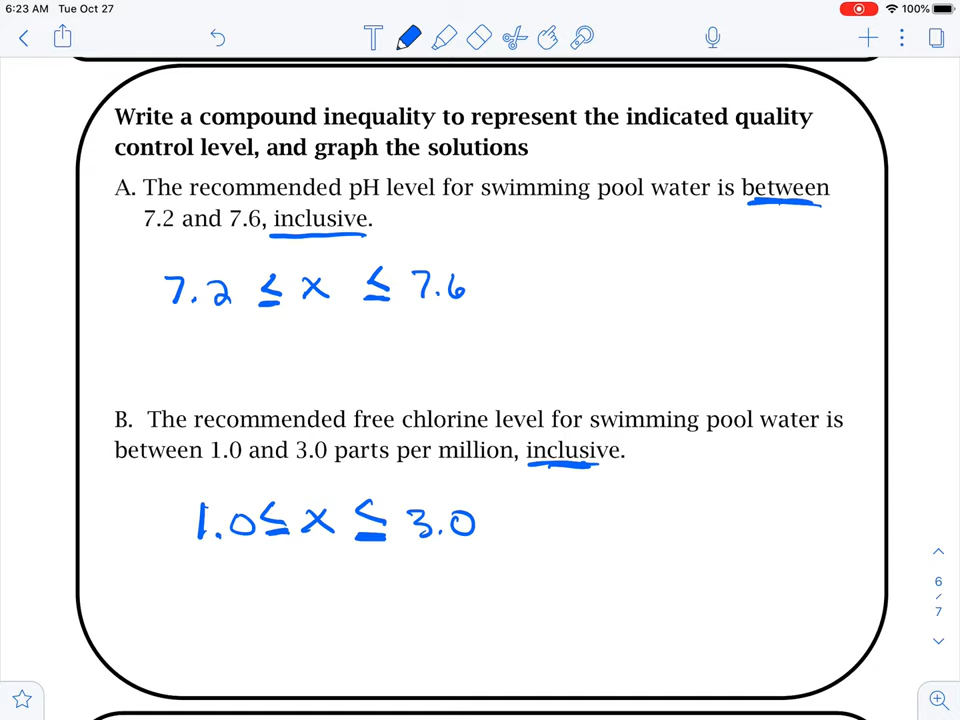 6:23 AM Tue Oct 27
100%
T
Write a compound inequality to represent the indicated quality
control level, and graph the solutions
A. The recommended pH level for swimming pool water is between
7.2 and 7.6, inclusive.
7.2 ≤ x ≤ 7.6
B. The recommended free chlorine level for swimming pool water is
between 1.0 and 3.0 parts per million, inclusive.
1.0 ≤ x ≤ 3.0
6
/
7